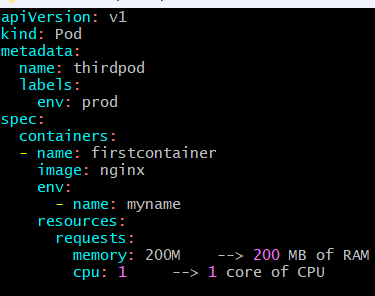 apiVersion: v1
kind: Pod
metadata:
  name: thirdpod
  labels:
    env: prod
spec:
  containers:
  - name: firstcontainer
    image: nginx
    env:
      - name: myname
    resources:
      requests:
        memory: 200M    --> 200 MB of RAM
        cpu: 1     --> 1 core of CPU